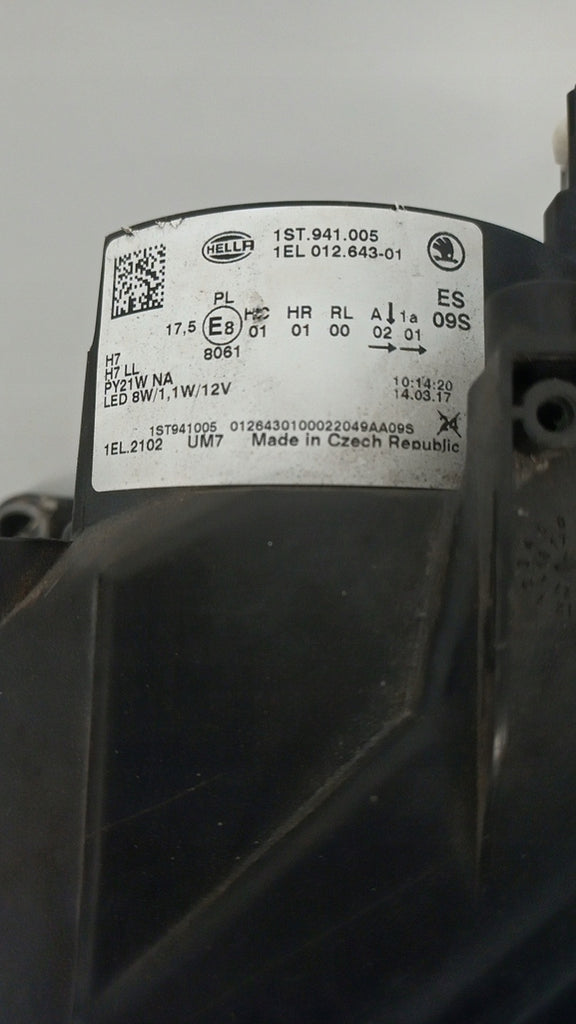 HELLA
1ST.941.005
1EL 012.643-01
PL
ES
17,5 E8 HC HR RL A 1a
01 01 00 02 01
09S
8061
H7
H7 LL
PY21W NA
LED 8W/1,1W/12V
10:14:20
14.03.17
1ST941005 0126430100022049AA09S
1EL.2102 UM7 Made in Czech Republic